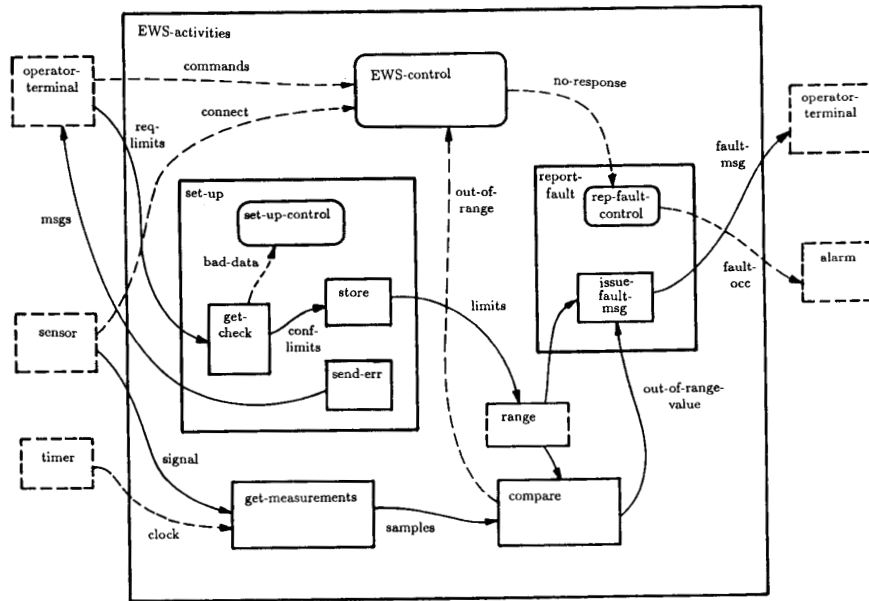 EWS-activities
operator-
terminal
commands
EWS-control
no-response
operator-
terminal
connect
req-
limits
fault-
msg
msgs
set-up
out-of-
range
report-
fault
set-up-control
rep-fault-
control
bad-data
store
limits
issue-
fault-
msg
fault-
occ
alarm
get-
check
conf-
limits
sensor
send-err
range
out-of-range-
value
timer
signal
get-measurements
compare
clock
samples